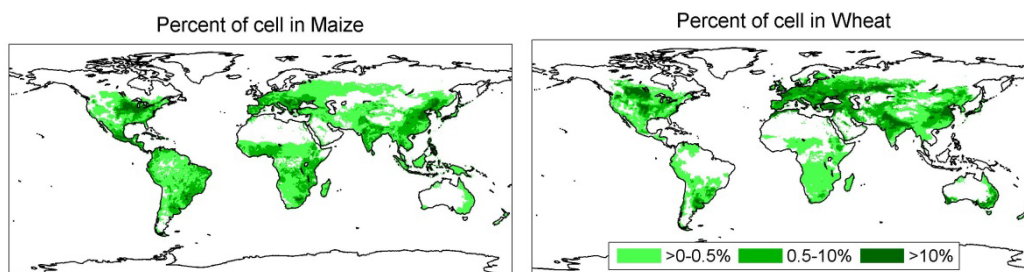 Percent of cell in Maize
Percent of cell in Wheat
>0-0.5% 0.5-10% >10%